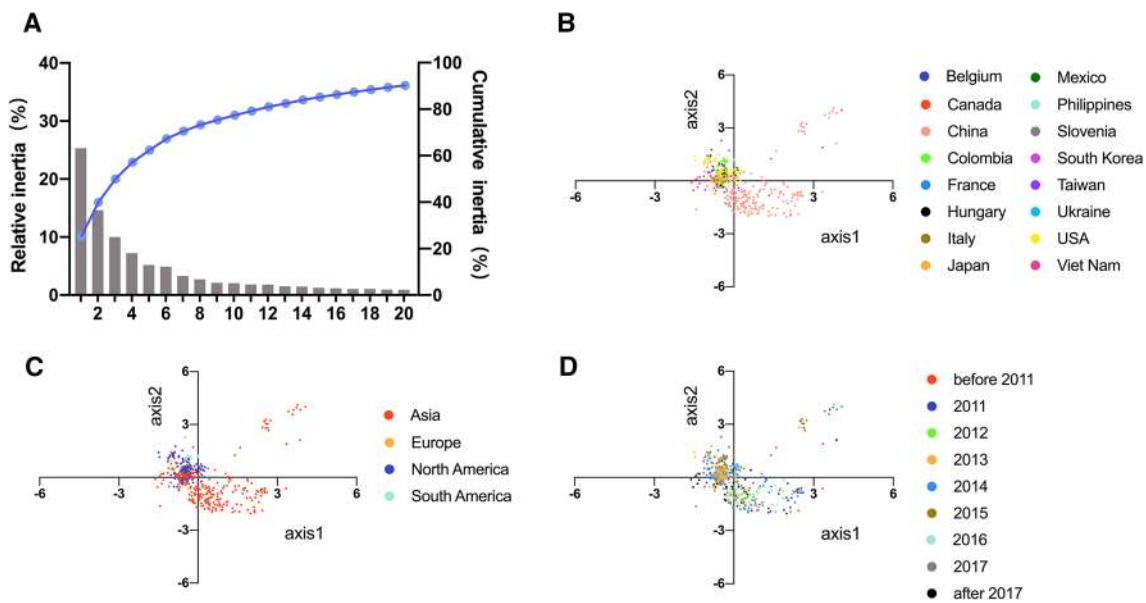 A
Relative inertia (%)
40
30
20
10
0
100
80
60
40
20
0
Cumulative inertia (%)
2 4 6 8 10 12 14 16 18 20
B
axis2
6
3
-6 -3 3 6
-3
-6
axis1
Belgium
Canada
China
Colombia
France
Hungary
Italy
Japan
Mexico
Philippines
Slovenia
South Korea
Taiwan
Ukraine
USA
Viet Nam
C
axis2
6
3
-6 -3 3 6
-3
-6
axis1
Asia
Europe
North America
South America
D
axis2
6
3
-6 -3 3 6
-3
-6
axis1
before 2011
2011
2012
2013
2014
2015
2016
2017
after 2017